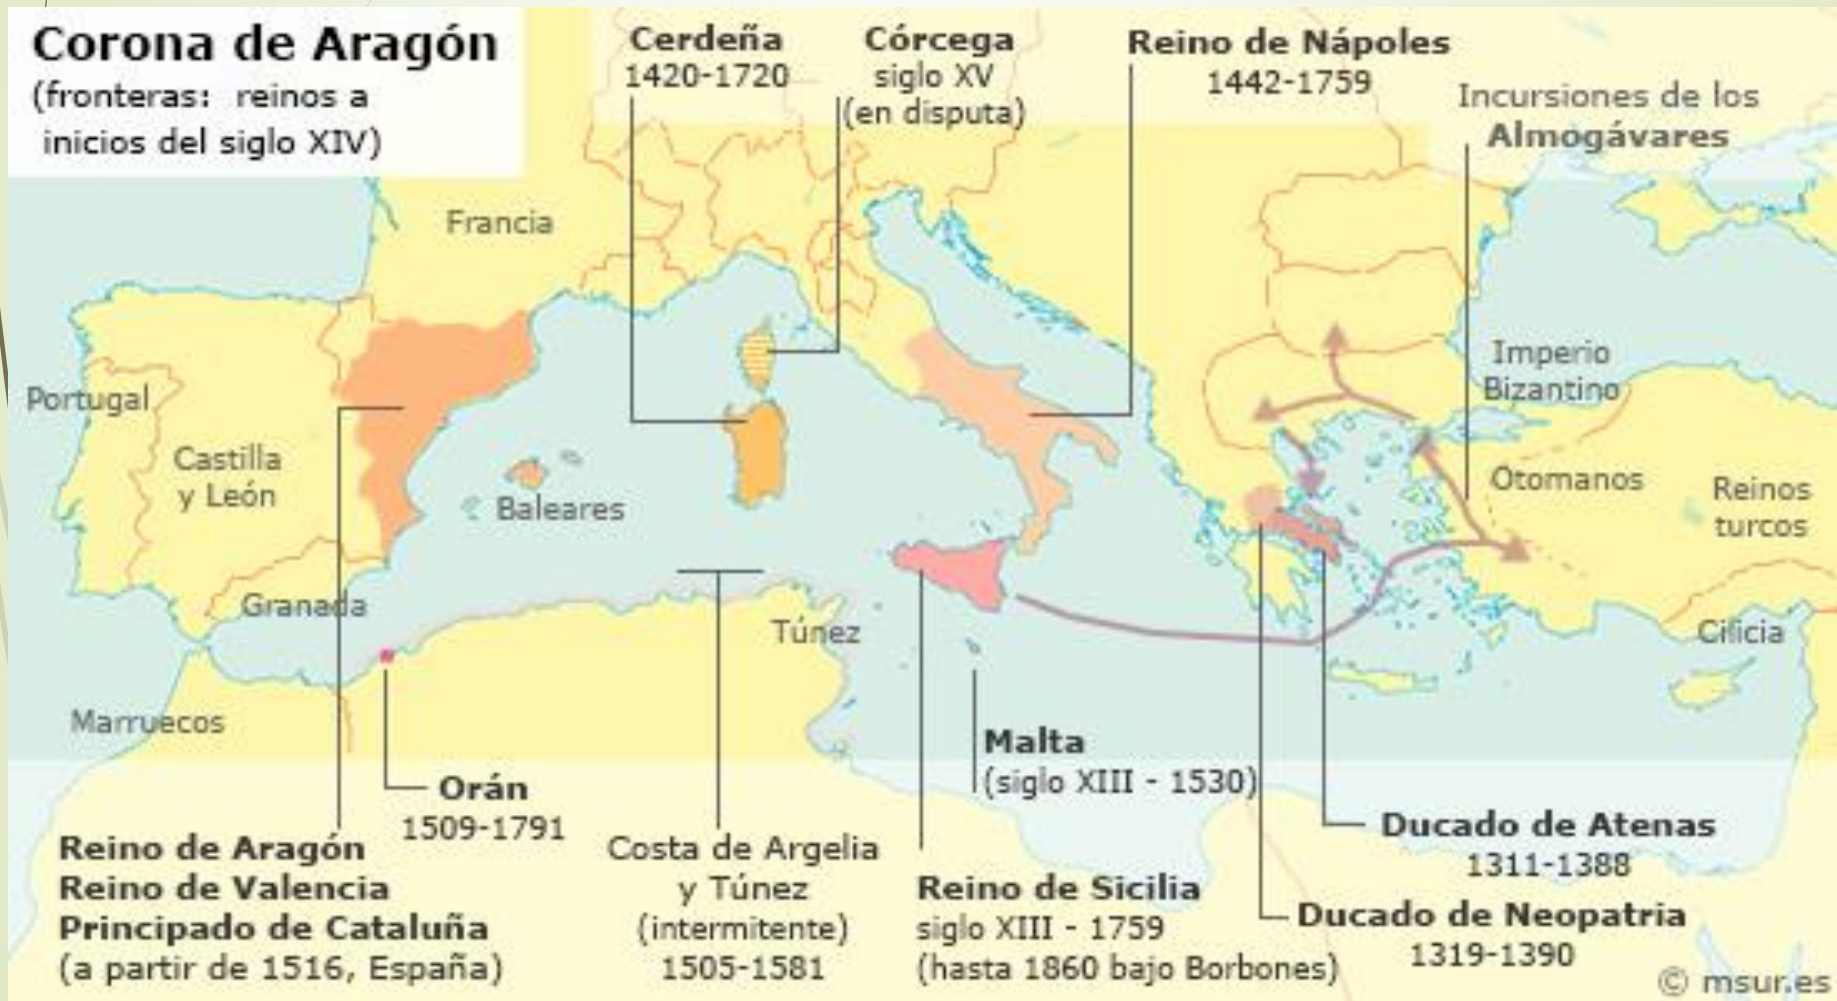 Corona de Aragón
(fronteras: reinos a
inicios del siglo XIV)
Cerdeña
1420-1720
Córcega
siglo XV
(en disputa)
Reino de Nápoles
1442-1759
Incursiones de los
Almogávares
Francia
Portugal
Castilla
y León
Baleares
Granada
Marruecos
Túnez
Imperio
Bizantino
Otomanos
Reinos
turcos
Cilicia
Orán
1509-1791
Reino de Aragón
Reino de Valencia
Principado de Cataluña
(a partir de 1516, España)
Costa de Argelia
y Túnez
(intermitente)
1505-1581
Malta
(siglo XIII - 1530)
Reino de Sicilia
siglo XIII - 1759
(hasta 1860 bajo Borbones)
Ducado de Atenas
1311-1388
Ducado de Neopatria
1319-1390
© msur.es